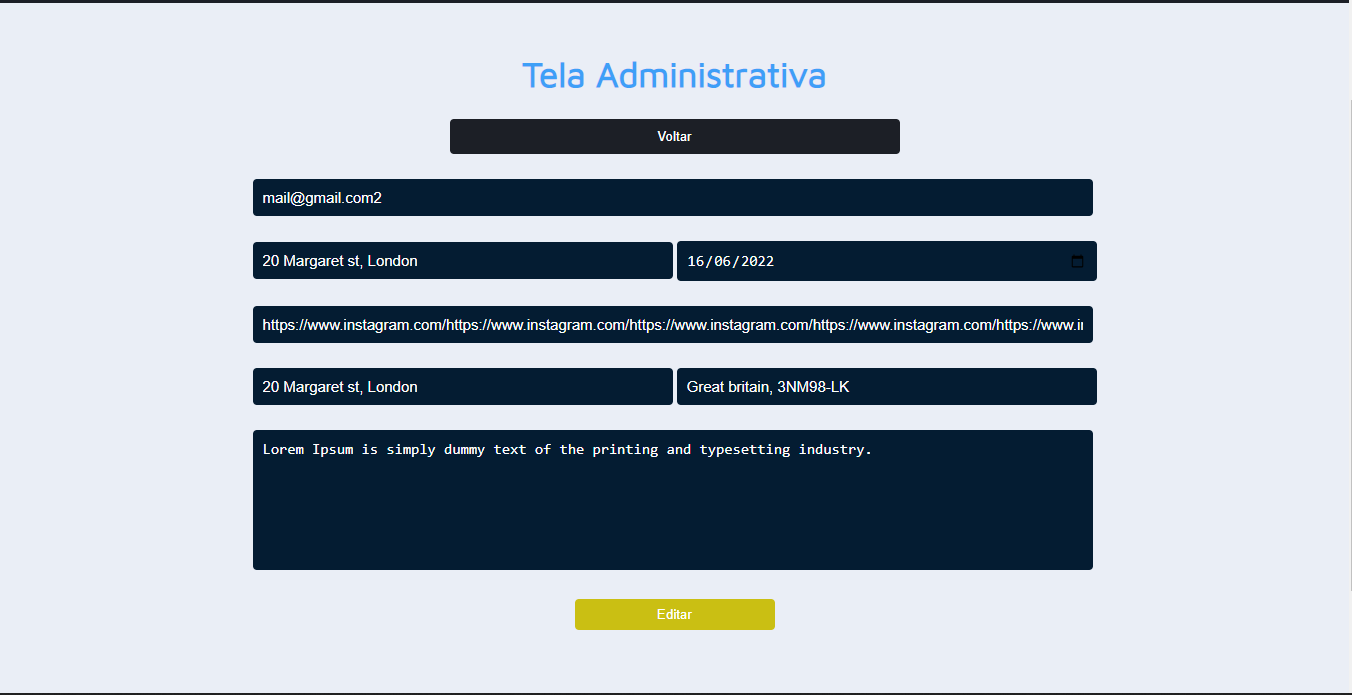 Tela Administrativa
Voltar
mail@gmail.com2
20 Margaret st, London
16/06/2022
https://www.instagram.com/https://www.instagram.com/https://www.instagram.com/https://www.instagram.com/https://www.i
20 Margaret st, London
Great britain, 3NM98-LK
Lorem Ipsum is simply dummy text of the printing and typesetting industry.
Editar